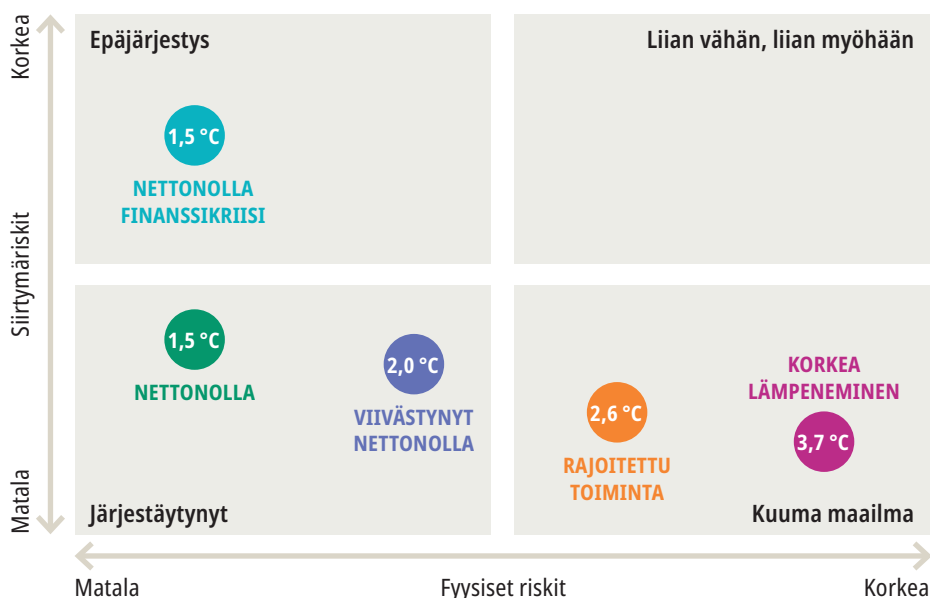 Korkea
Siirtymäriskit
Matala
Epäjärjestys
1,5 °C
NETTONOLLA
FINANSSIKRIISI
Liian vähän, liian myöhään
1,5 °C
NETTONOLLA
2,0 °C
VIIVÄSTYNYT
NETTONOLLA
Järjestäytynyt
2,6 °C
RAJOITETTU
TOIMINTA
KORKEA
LÄMPENEMINEN
3,7 °C
Kuuma maailma
Matala
Fyysiset riskit
Korkea